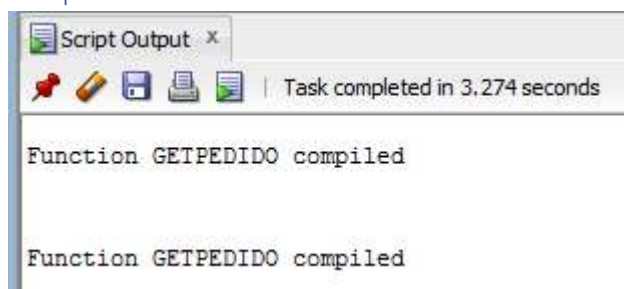 Script Output x
Task completed in 3.274 seconds
Function GETPEDIDO compiled
Function GETPEDIDO compiled